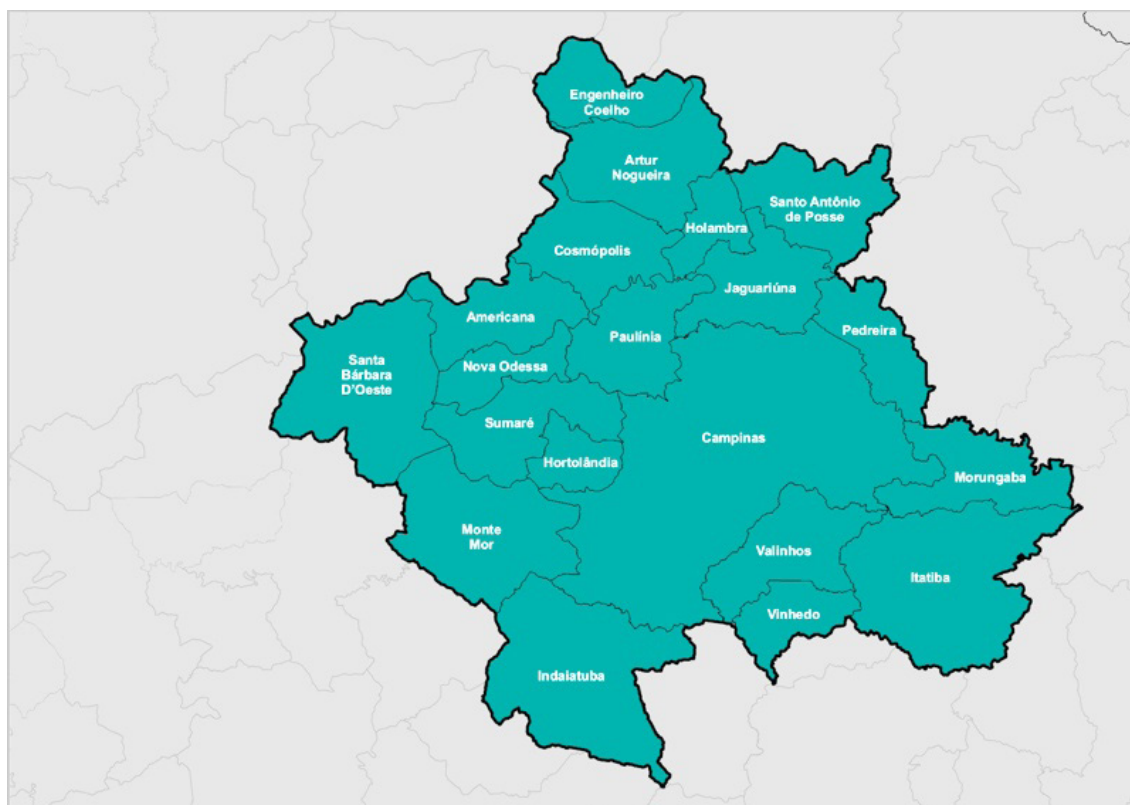 Engenheiro
Coelho
Artur
Nogueira
Santo Antônio
de Posse
Holambra
Cosmópolis
Jaguariúna
Americana
Paulínia
Pedreira
Santa
Bárbara
D'Oeste
Nova Odessa
Sumaré
Campinas
Hortolândia
Morungaba
Monte
Mor
Valinhos
Itatiba
Vinhedo
Indaiatuba